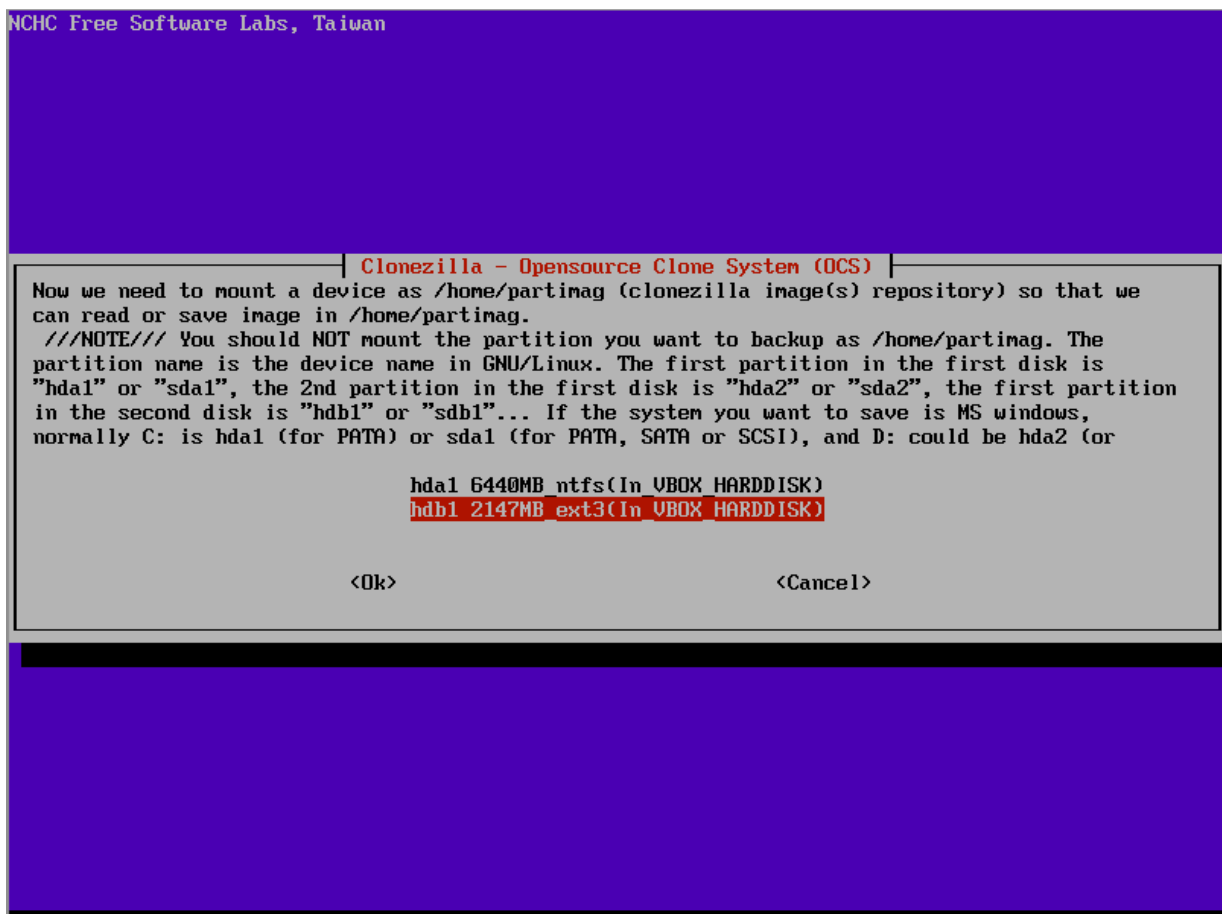 NCHC Free Software Labs, Taiwan
Clonezilla - Opensource Clone System (OCS)
Now we need to mount a device as /home/partimag (clonezilla image(s) repository) so that we
can read or save image in /home/partimag.
///NOTE/// You should NOT mount the partition you want to backup as /home/partimag. The
partition name is the device name in GNU/Linux. The first partition in the first disk is
"hda1" or "sda1", the 2nd partition in the first disk is "hda2" or "sda2", the first partition
in the second disk is "hdb1" or "sdb1"... If the system you want to save is MS windows,
normally C: is hda1 (for PATA) or sda1 (for PATA, SATA or SCSI), and D: could be hda2 (or
hda1 6440MB_ntfs(In_VBOX_HARDDISK)
hdb1 2147MB_ext3(In_VBOX_HARDDISK)
<Ok> <Cancel>